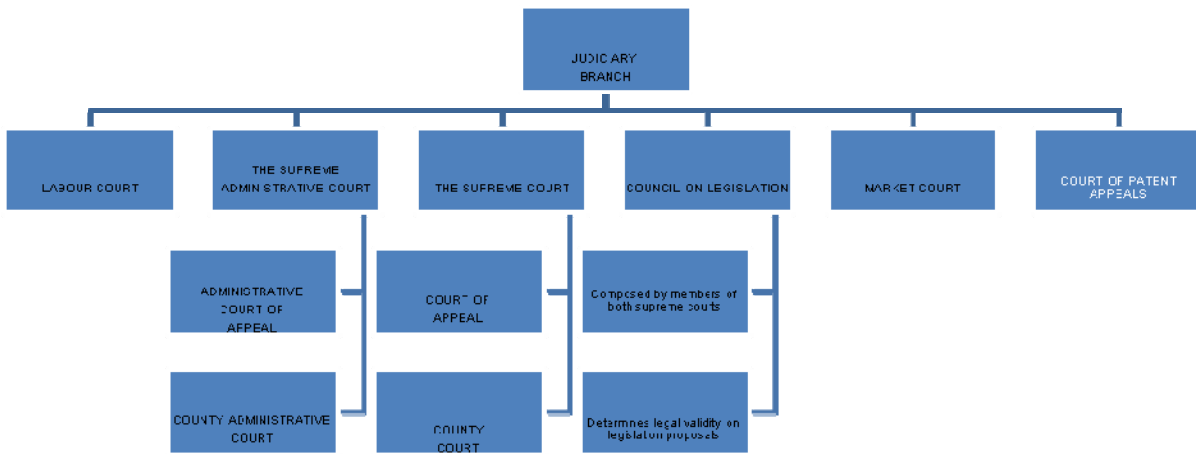 JUDICIARY
BRANCH
LABOUR COURT
THE SUPREME
ADMINISTRATIVE COURT
THE SUPREME COURT
COUNCIL ON LEGISLATION
MARKET COURT
COURT OF PATENT
APPEALS
ADMINISTRATIVE
COURT OF
APPEAL
COURT OF
APPEAL
Composed by members of
both supreme courts
COUNTY ADMINISTRATIVE
COURT
COUNTY
COURT
Determines legal validity on
legislation proposals